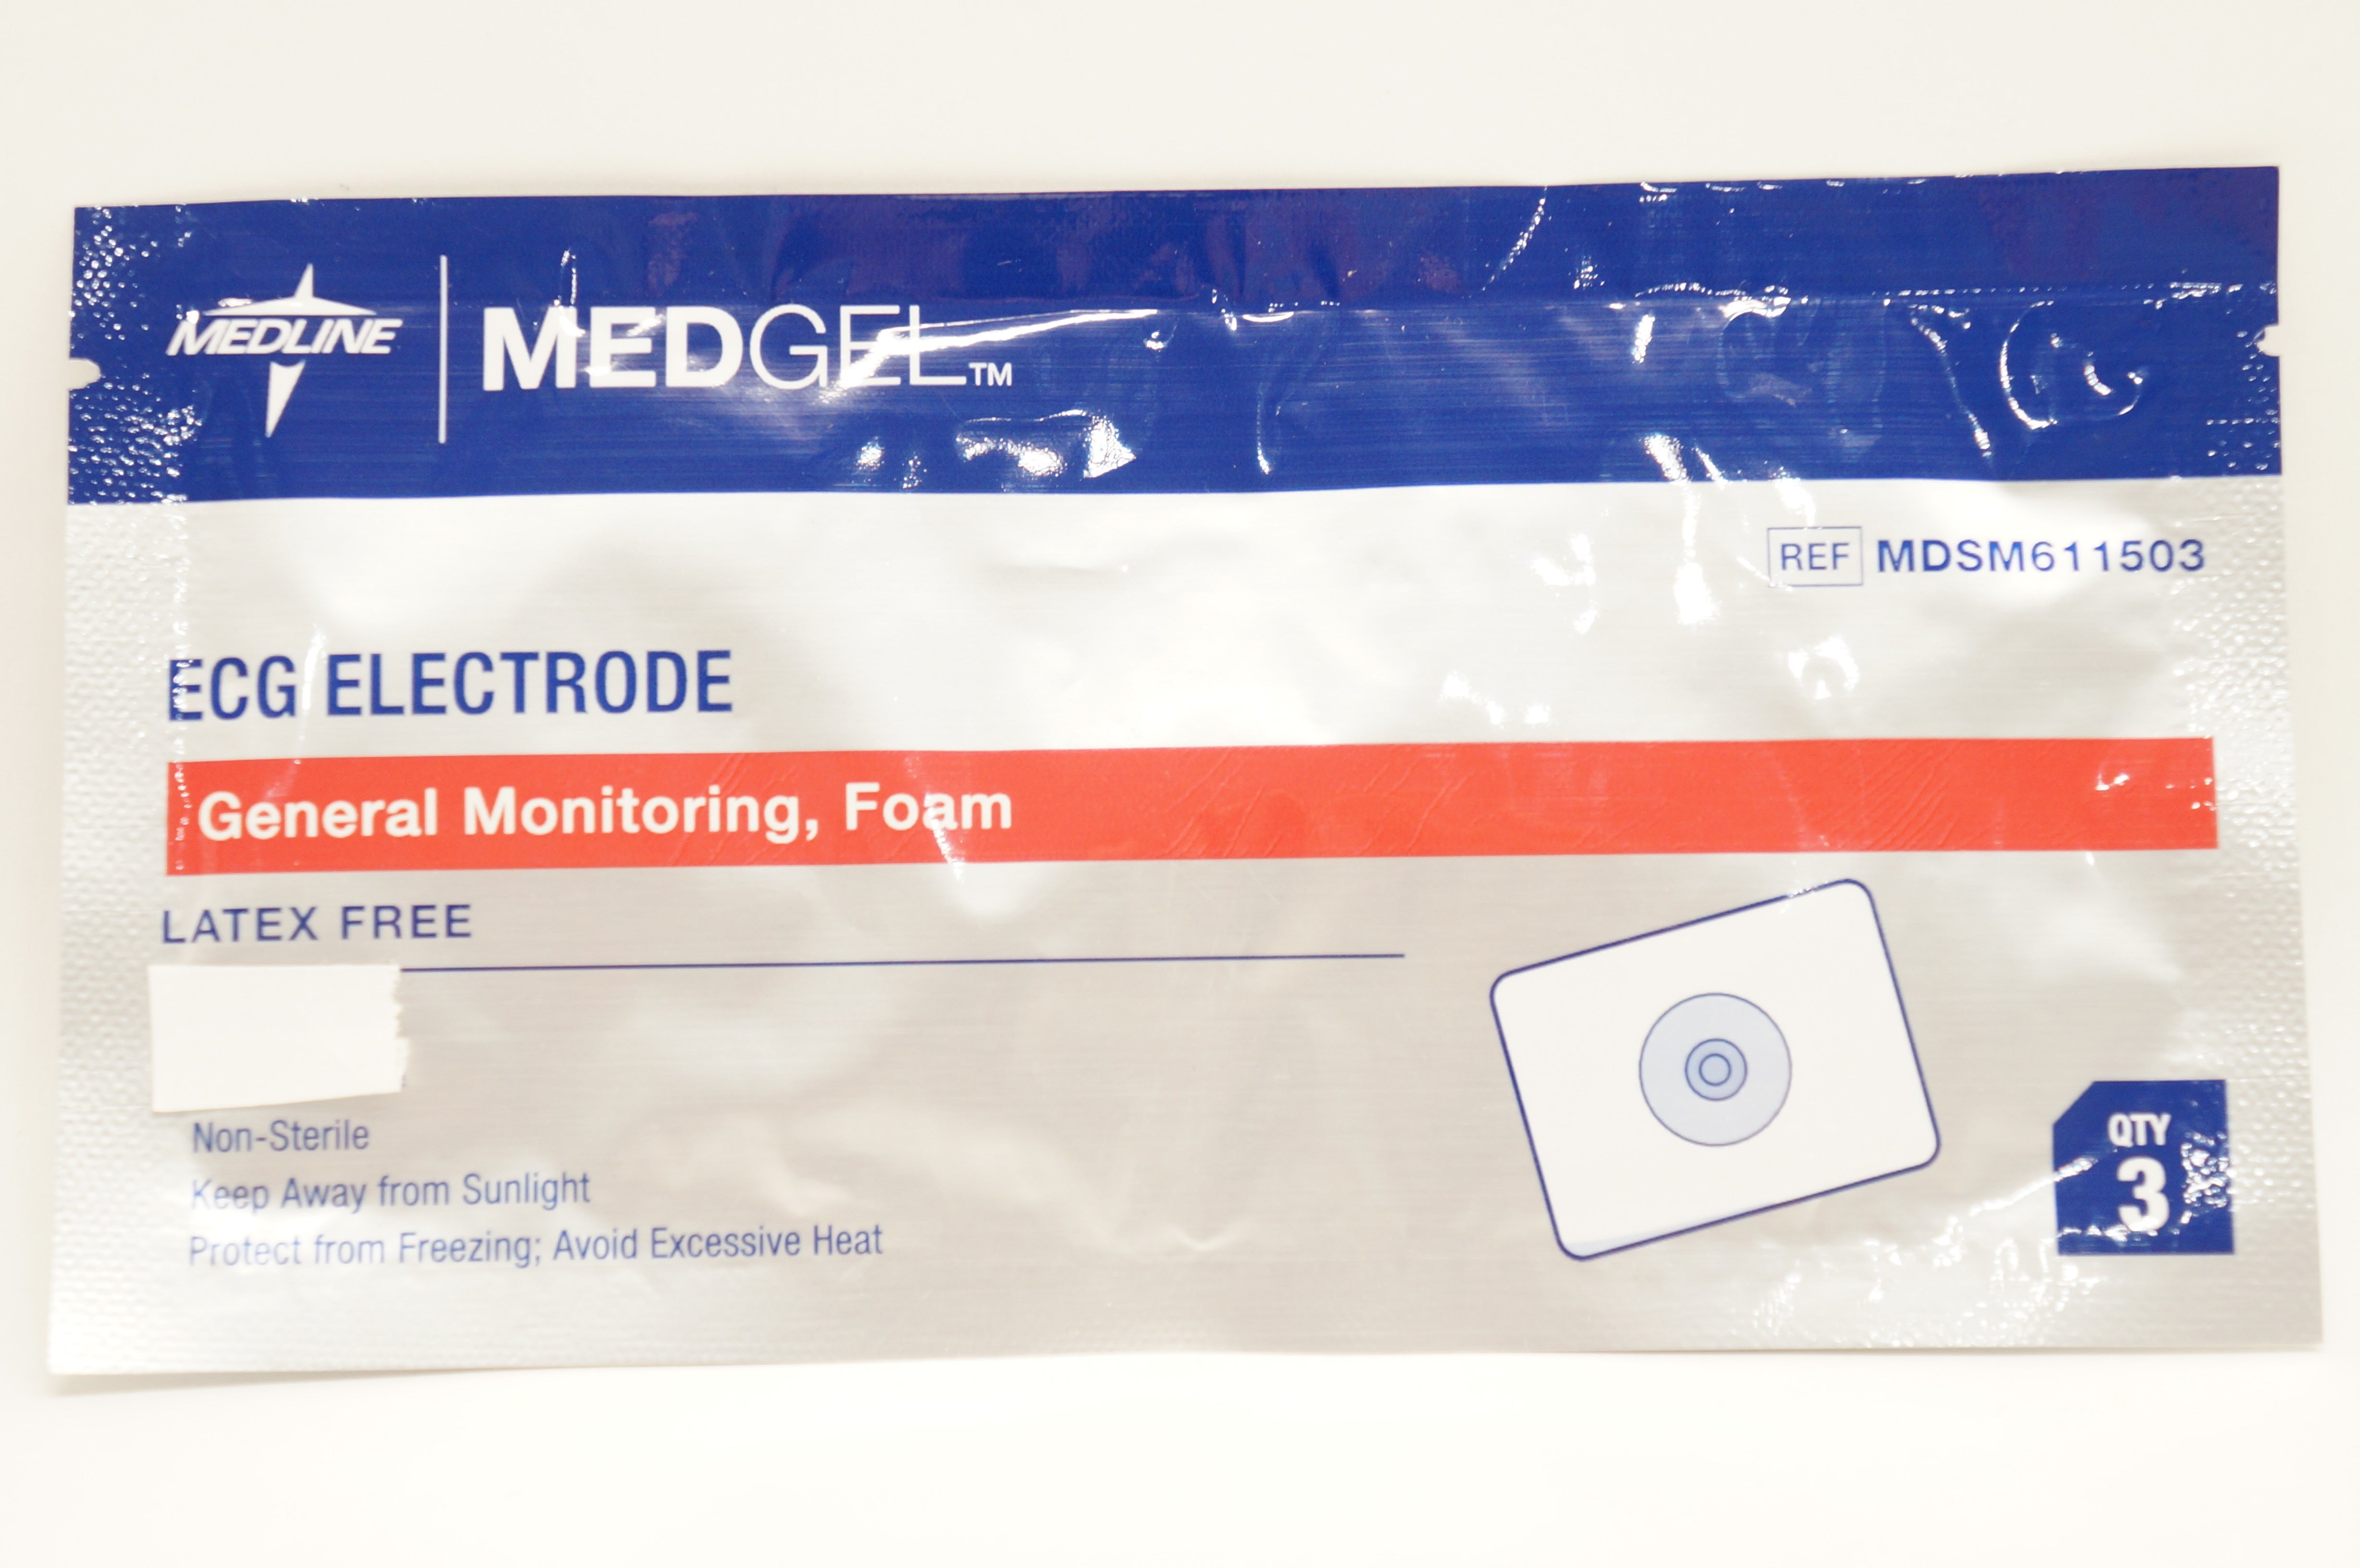 MEDLINE
MEDGEL™
REF MDSM611503
ECG ELECTRODE
General Monitoring, Foam
LATEX FREE
Non-Sterile
Keep Away from Sunlight
Protect from Freezing; Avoid Excessive Heat
QTY
3